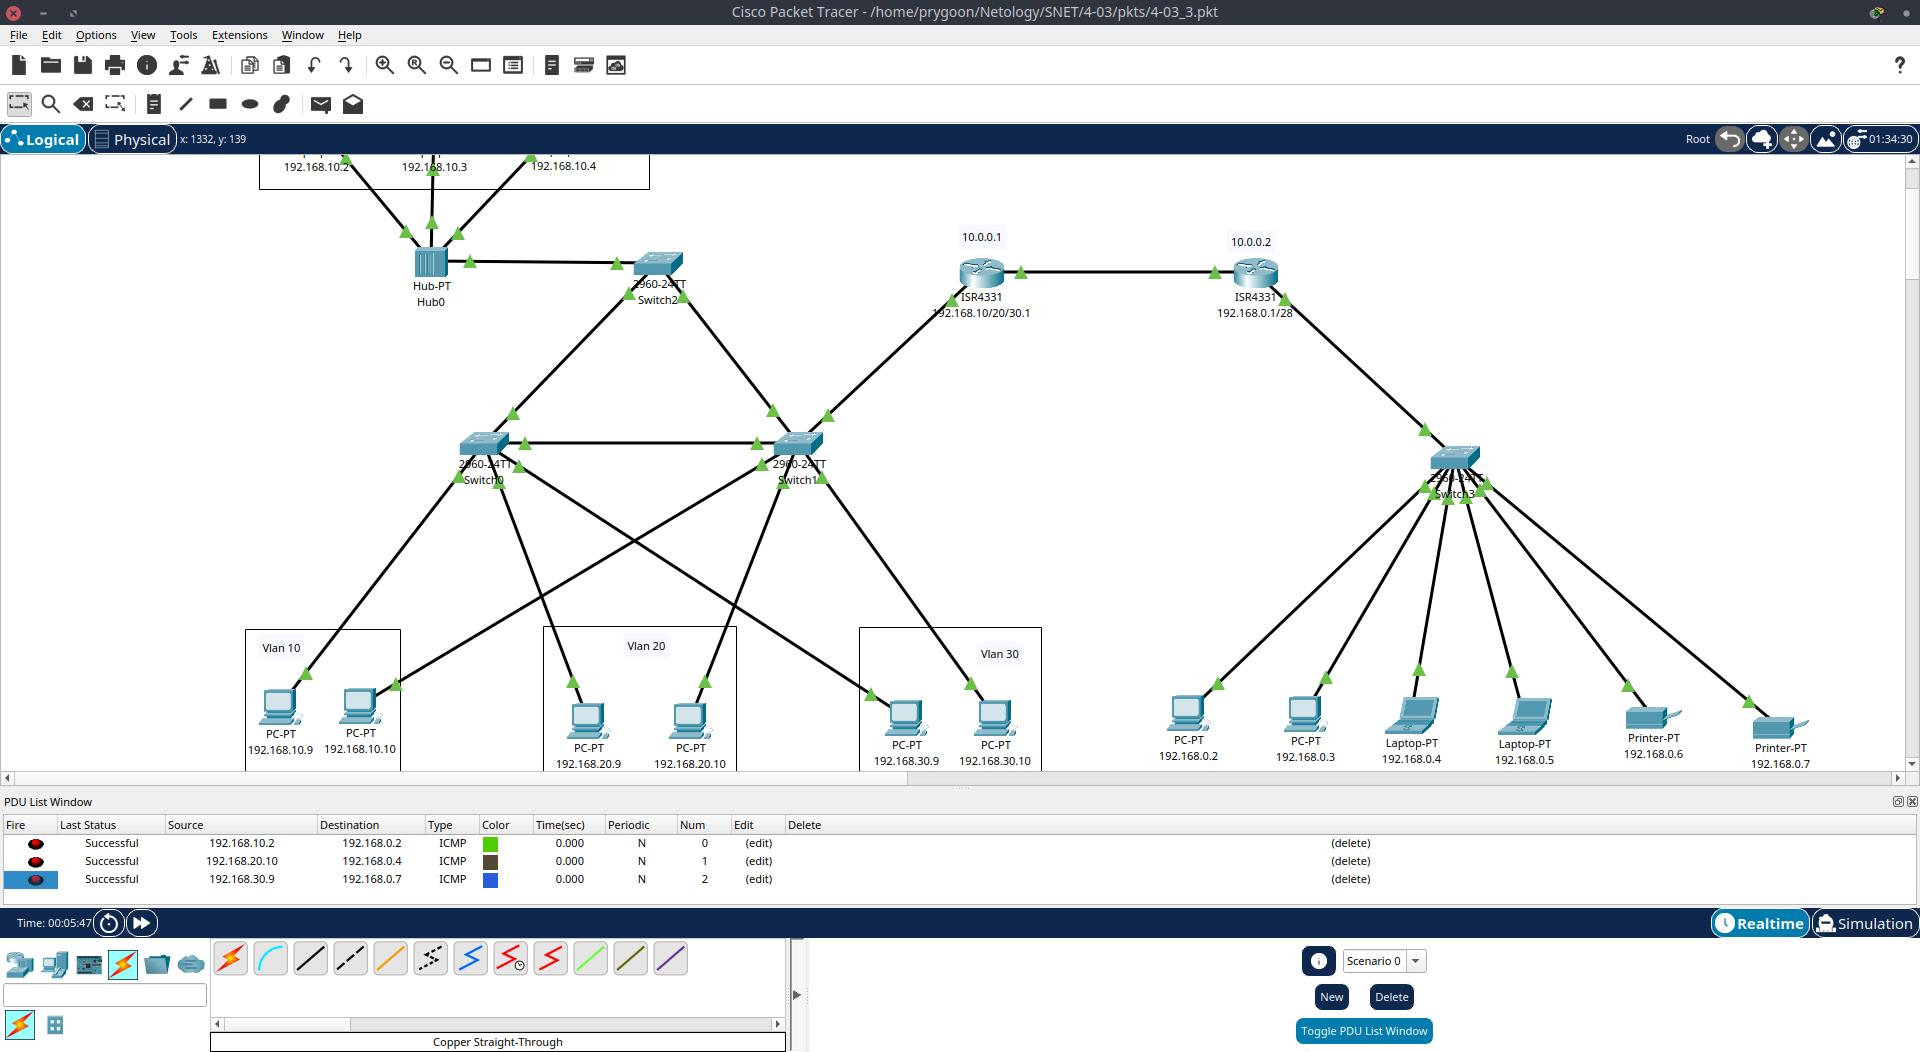 Cisco Packet Tracer - /home/prygoon/Netology/SNET/4-03/pkts/4-03_3.pkt
File Edit Options View Tools Extensions Window Help
?
Logical Physical x: 1332, y: 139 Root 01:34:30
192.168.10.2 192.168.10.3 192.168.10.4
10.0.0.1
10.0.0.2
Hub-PT
Hub0
2960-24TT
Switch2
ISR4331
192.168.10/20/30.1
ISR4331
192.168.0.1/28
2960-24TT
Switch0
2960-24TT
Switch1
2960-24TT
Switch3
Vlan 10
Vlan 20
Vlan 30
PC-PT
192.168.10.9
PC-PT
192.168.10.10
PC-PT
192.168.20.9
PC-PT
192.168.20.10
PC-PT
192.168.30.9
PC-PT
192.168.30.10
PC-PT
192.168.0.2
PC-PT
192.168.0.3
Laptop-PT
192.168.0.4
Laptop-PT
192.168.0.5
Printer-PT
192.168.0.6
Printer-PT
192.168.0.7
PDU List Window
Fire Last Status Source Destination Type Color Time(sec) Periodic Num Edit Delete
Successful 192.168.10.2 192.168.0.2 ICMP 0.000 N 0 (edit) (delete)
Successful 192.168.20.10 192.168.0.4 ICMP 0.000 N 1 (edit) (delete)
Successful 192.168.30.9 192.168.0.7 ICMP 0.000 N 2 (edit) (delete)
Time: 00:05:47 Realtime Simulation
Scenario 0
New Delete
Toggle PDU List Window
Copper Straight-Through